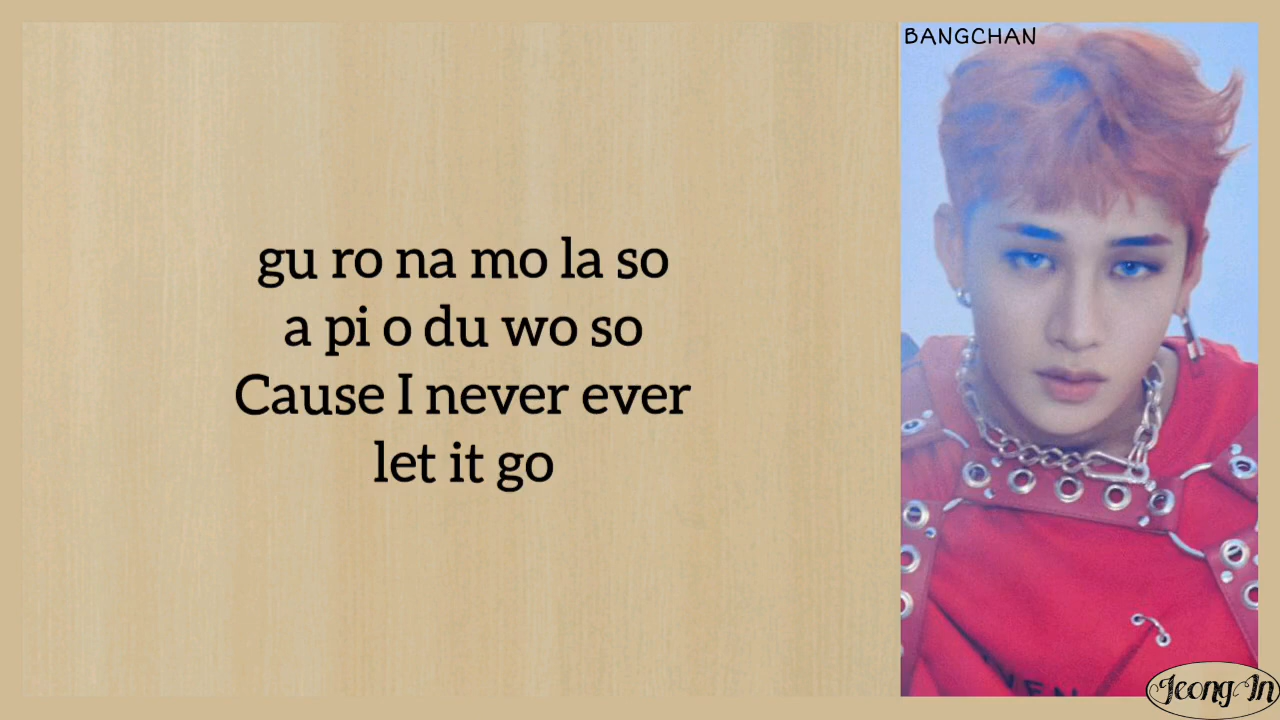 BANGCHAN
gu ro na mo la so
a pi o du wo so
Cause I never ever
let it go
Jeong In